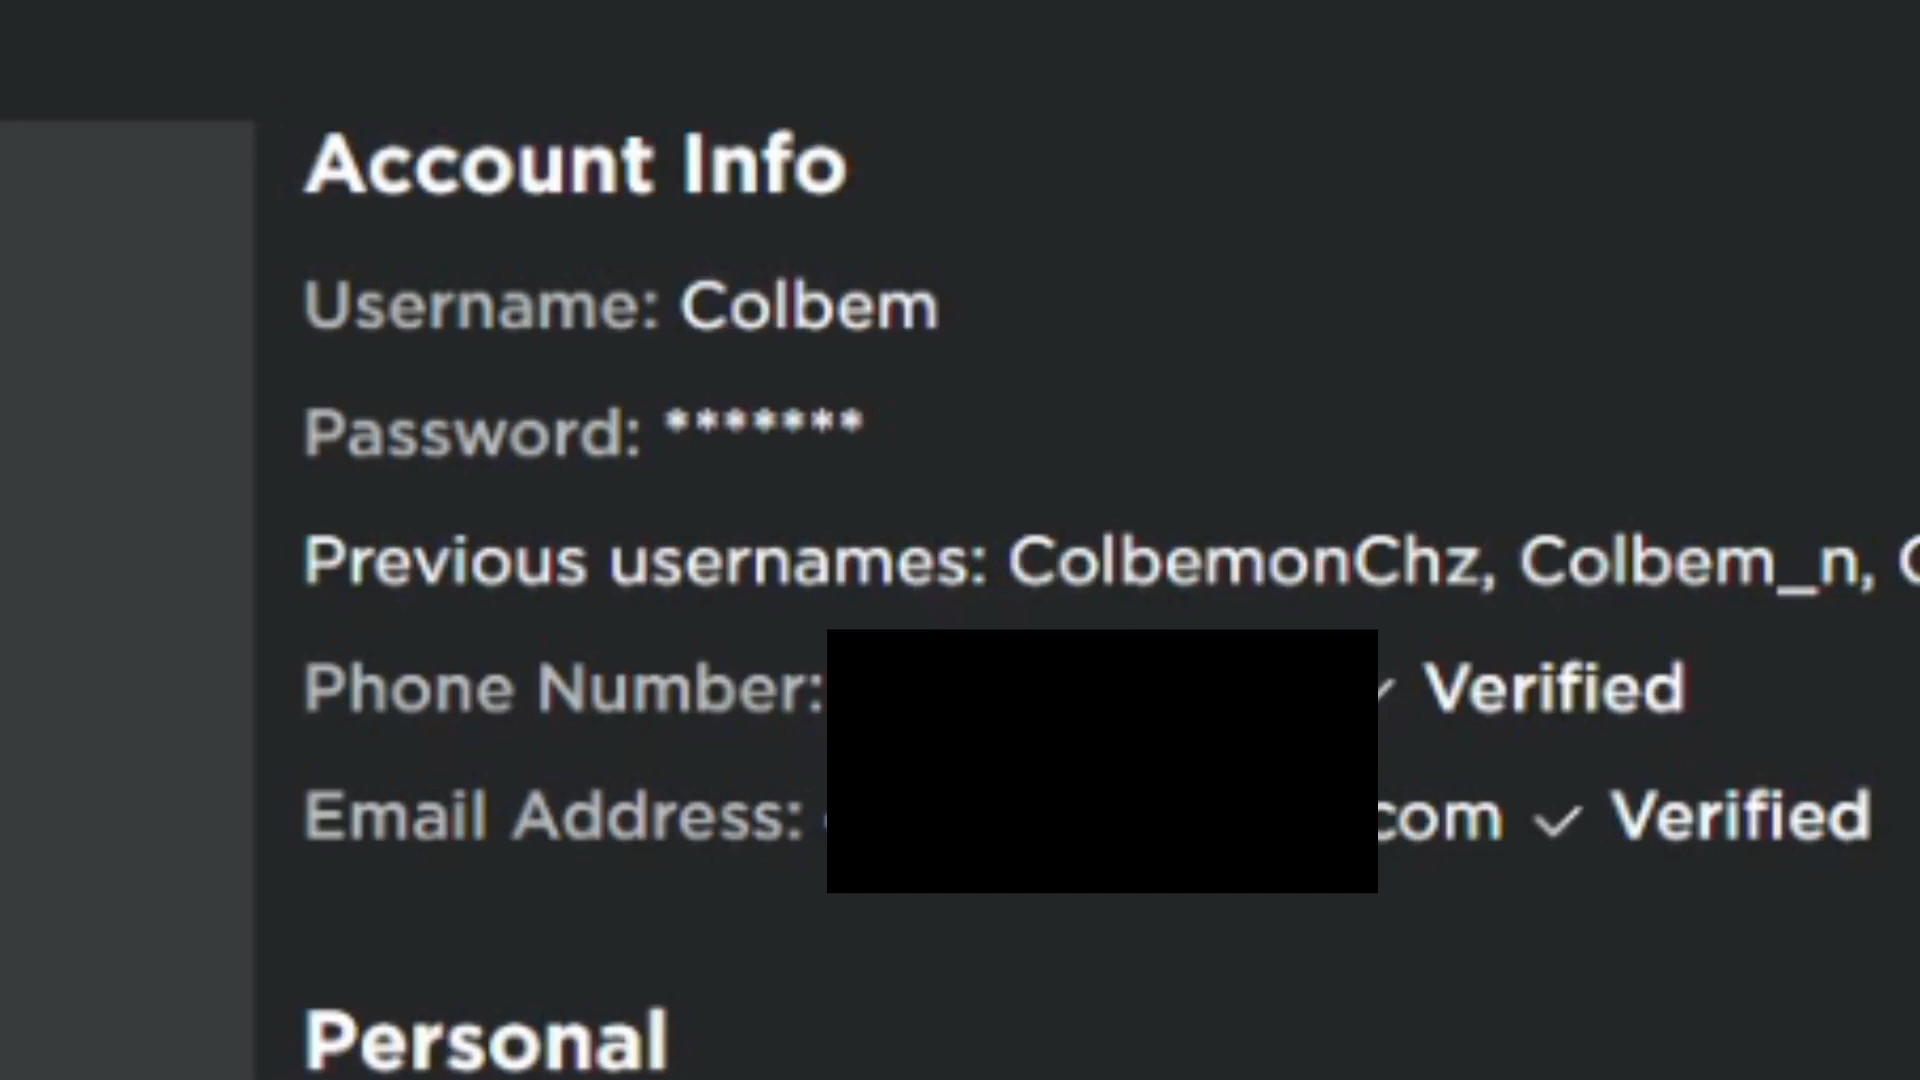 Account Info
Username: Colbem
Password: *******
Previous usernames: ColbemonChz, Colbem_n,
Phone Number: ✓ Verified
Email Address: com ✓ Verified
Personal